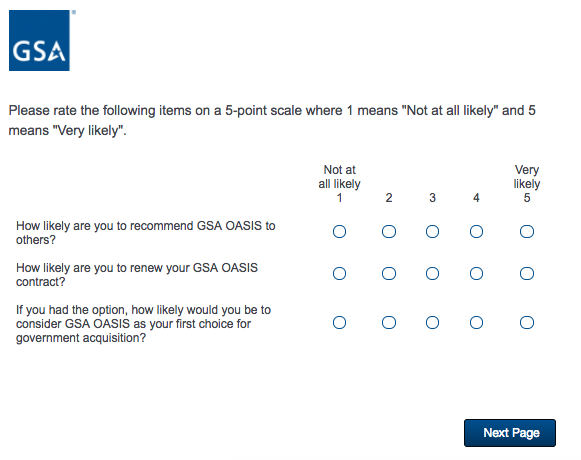 GSA
Please rate the following items on a 5-point scale where 1 means "Not at all likely" and 5
means "Very likely".
Not at
all likely
1
2
3
4
Very
likely
5
How likely are you to recommend GSA OASIS to
others?
How likely are you to renew your GSA OASIS
contract?
If you had the option, how likely would you be to
consider GSA OASIS as your first choice for
government acquisition?
Next Page